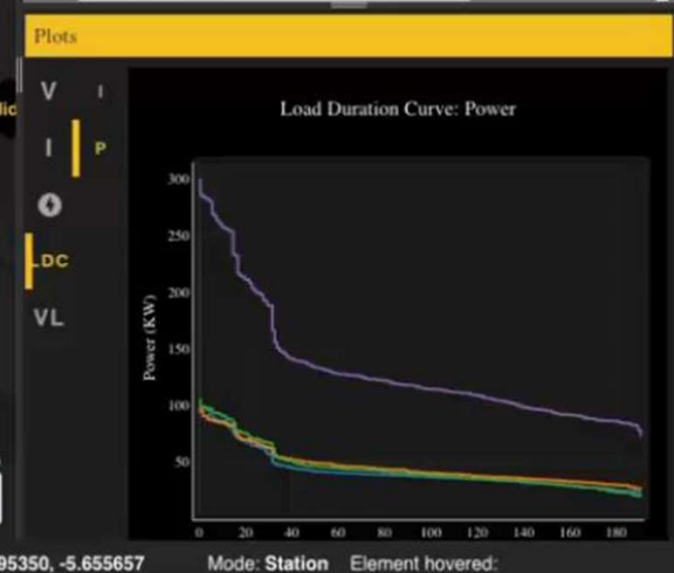 Plots
V I
I P
LDC
VL
Load Duration Curve: Power
Power (KW)
300
250
200
150
100
50
0 20 40 60 80 100 120 140 160 180
95350, -5.655657 Mode: Station Element hovered: